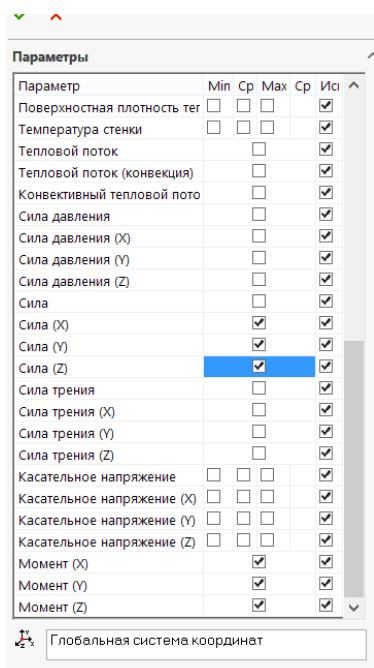 Параметры
Параметр Min Ср Max Ср Исı
Поверхностная плотность тег
Температура стенки
Тепловой поток
Тепловой поток (конвекция)
Конвективный тепловой пото
Сила давления
Сила давления (X)
Сила давления (Y)
Сила давления (Z)
Сила
Сила (X)
Сила (Y)
Сила (Z)
Сила трения
Сила трения (X)
Сила трения (Y)
Сила трения (Z)
Касательное напряжение
Касательное напряжение (X)
Касательное напряжение (Y)
Касательное напряжение (Z)
Момент (X)
Момент (Y)
Момент (Z)
Глобальная система координат